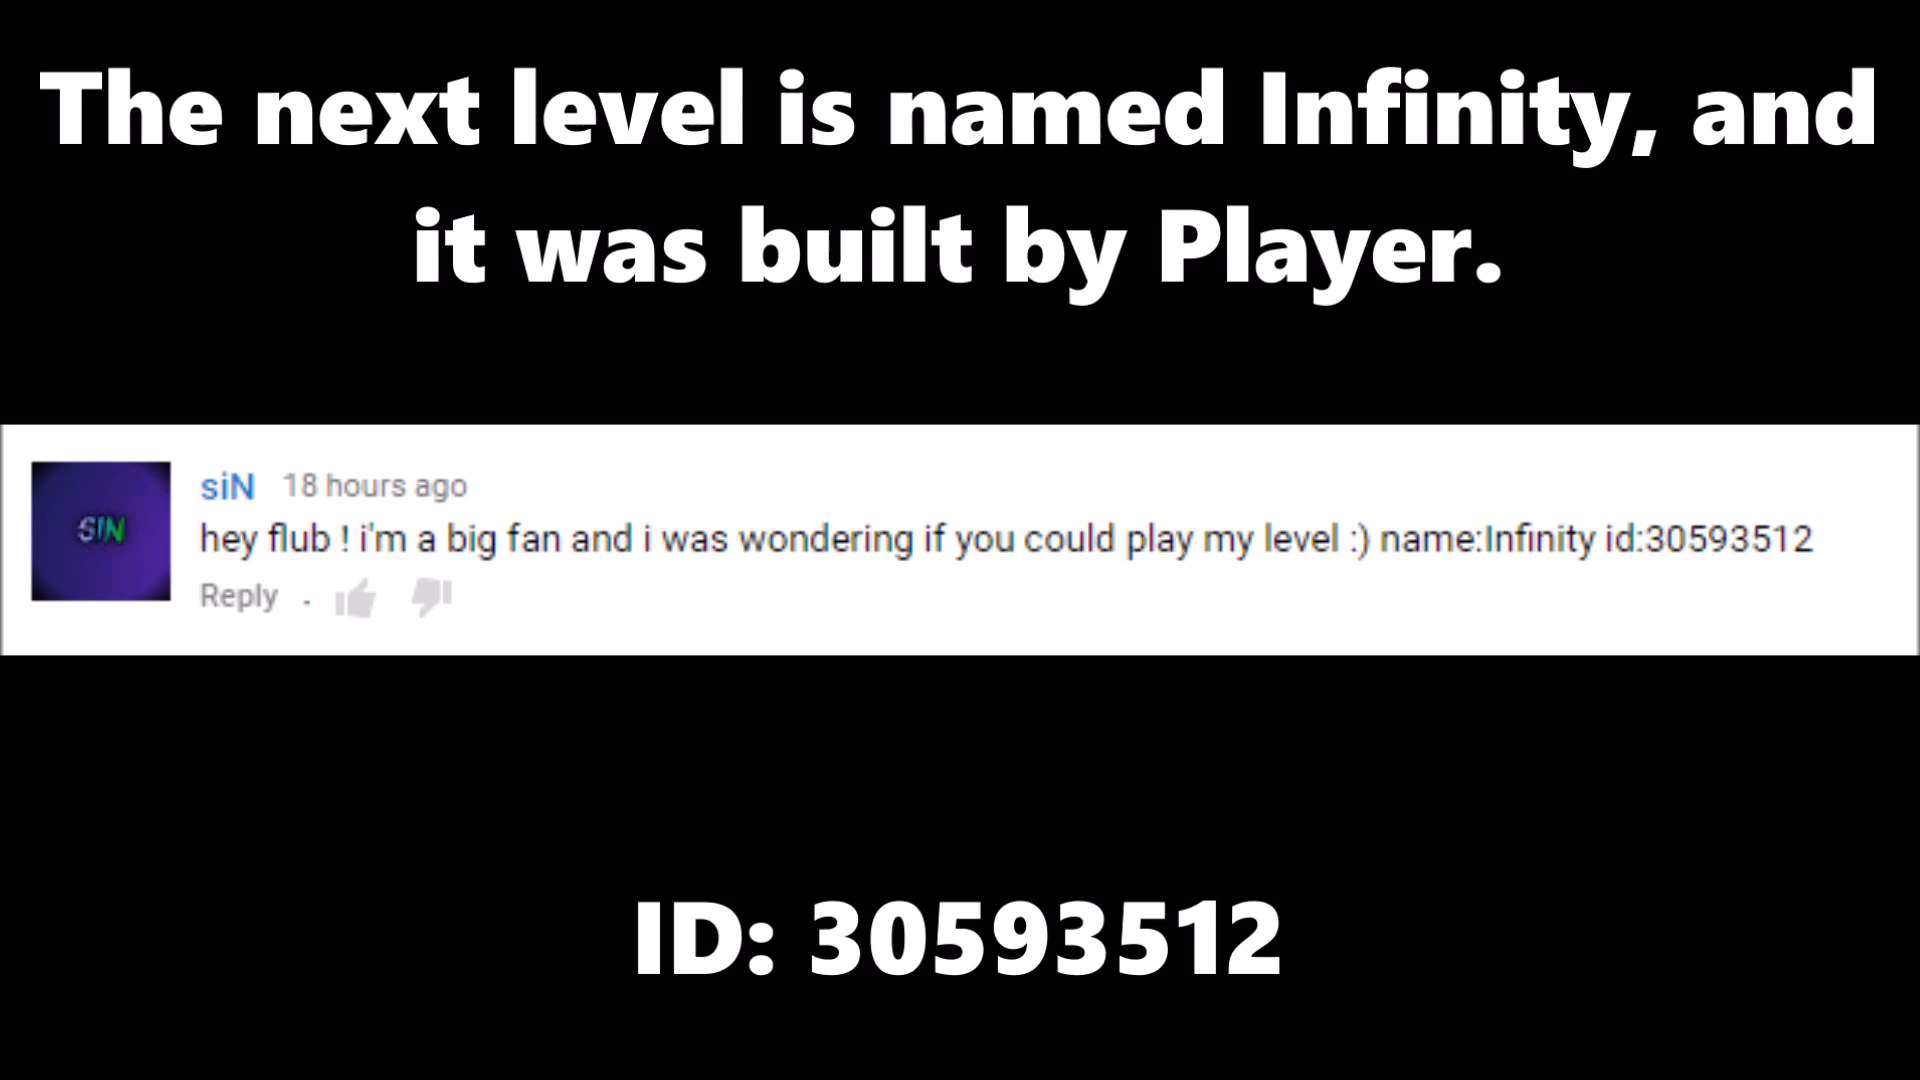 The next level is named Infinity, and
it was built by Player.
SIN
siN 18 hours ago
hey flub ! i'm a big fan and i was wondering if you could play my level :) name:Infinity id:30593512
Reply .
ID: 30593512